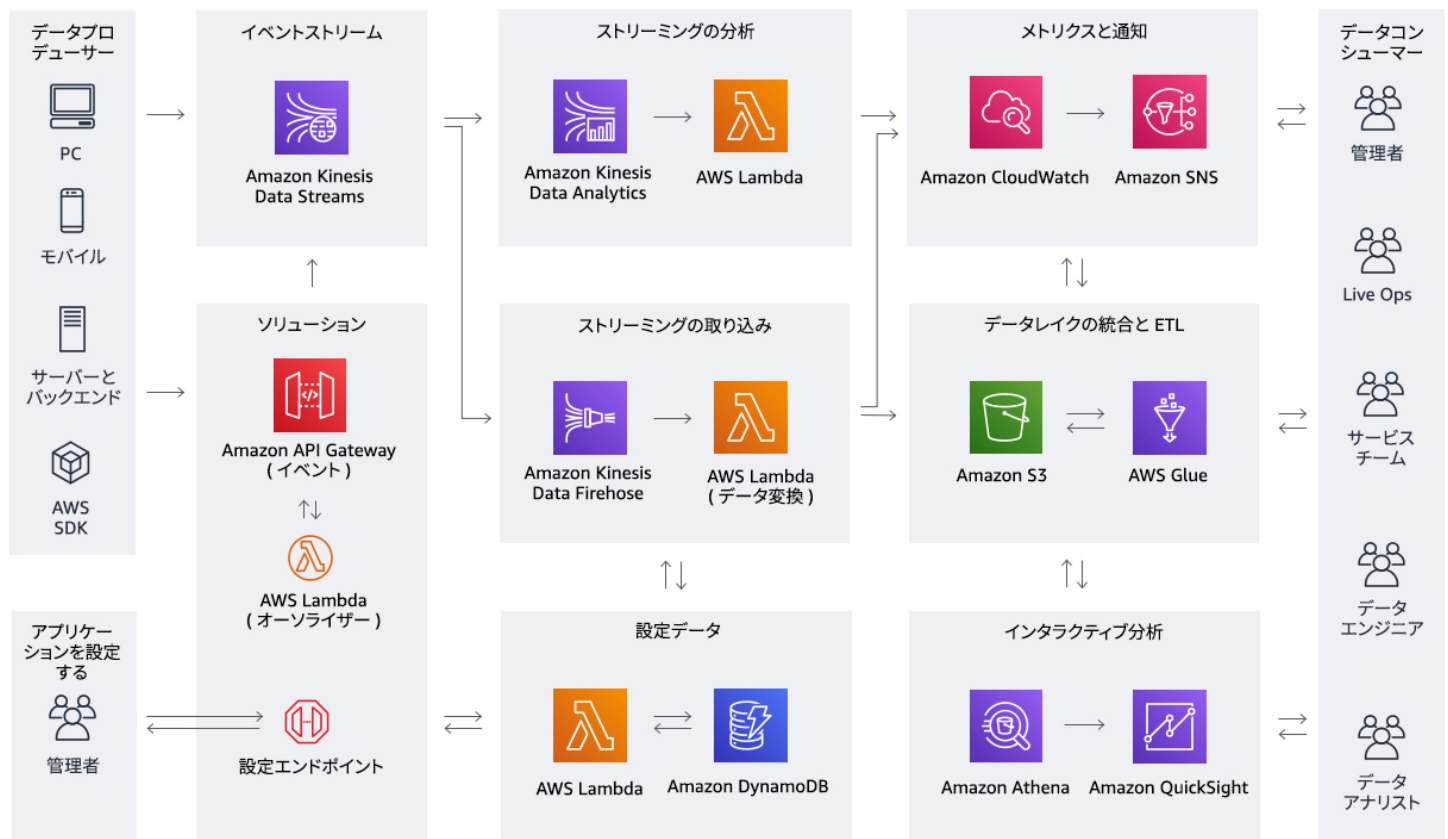 データプロ
デューサー
PC
モバイル
サーバーと
バックエンド
AWS
SDK
アプリケー
ションを設定
する
管理者
イベントストリーム
Amazon Kinesis
Data Streams
ソリューション
Amazon API Gateway
( イベント )
AWS Lambda
( オーソライザー )
設定エンドポイント
ストリーミングの分析
Amazon Kinesis
Data Analytics
AWS Lambda
ストリーミングの取り込み
Amazon Kinesis
Data Firehose
AWS Lambda
( データ変換 )
設定データ
AWS Lambda
Amazon DynamoDB
メトリクスと通知
Amazon CloudWatch
Amazon SNS
データレイクの統合と ETL
Amazon S3
AWS Glue
インタラクティブ分析
Amazon Athena
Amazon QuickSight
データコン
シューマー
管理者
Live Ops
サービス
チーム
データ
エンジニア
データ
アナリスト